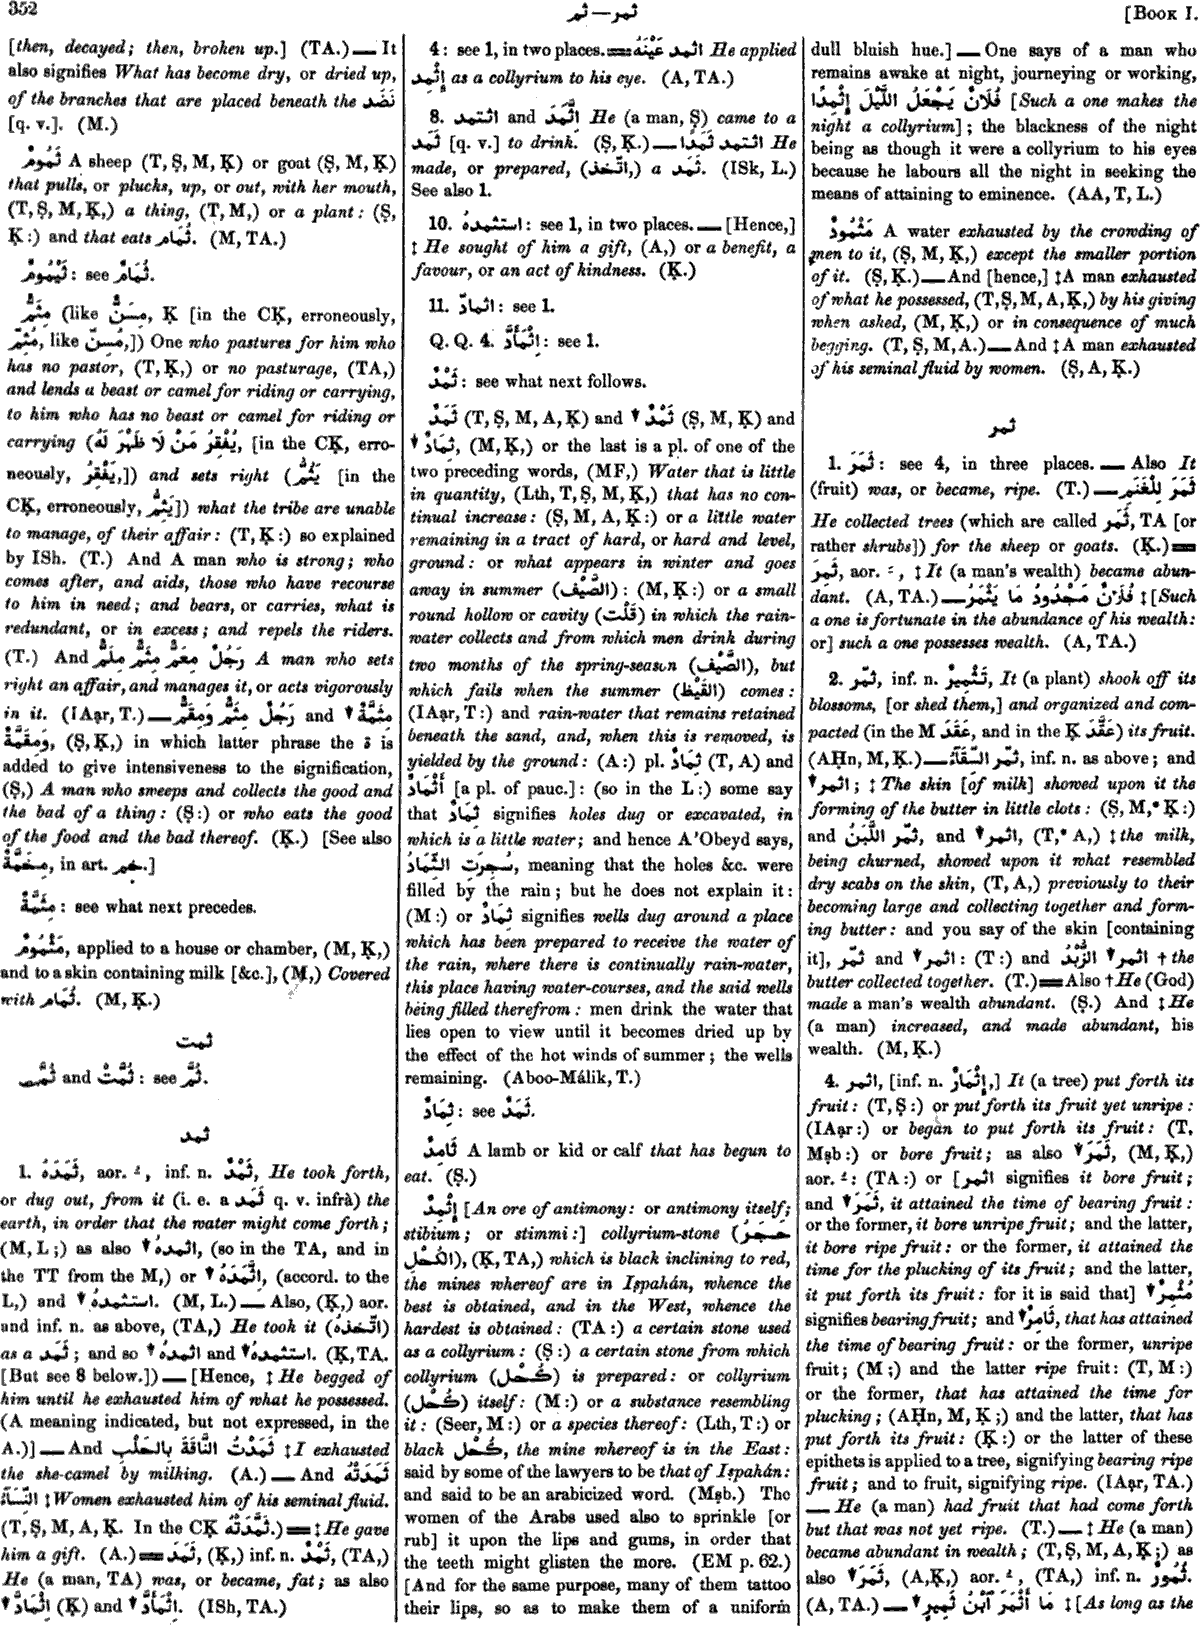 352
ثمر — ثم
[BOOK I.
[then, decayed; then, broken up.] (TA.) — It
also signifies What has become dry, or dried up,
of the branches that are placed beneath the نَضَد
[q. v.]. (M.)
ثَمُومٌ A sheep (T, Ṣ, M, Ḳ) or goat (Ṣ, M, Ḳ)
that pulls, or plucks, up, or out, with her mouth,
(T, Ṣ, M, Ḳ,) a thing, (T, M,) or a plant: (Ṣ,
Ḳ:) and that eats ثُمَام. (M, TA.)
: see ثُمَامٌ.
مِثَمٌّ (like مِسَنٌّ, Ḳ [in the CḲ, erroneously,
مُثِمّ, like مُسِنّ,]) One who pastures for him who
has no pastor, (T, Ḳ,) or no pasturage, (TA,)
and lends a beast or camel for riding or carrying,
to him who has no beast or camel for riding or
carrying (يُفْقِرُ مَنْ لَا ظَهْرَ لَهُ, [in the CḲ, erro-
neously, يَفْقِرُ,]) and sets right (يَثُمُّ [in the
CḲ, erroneously, يَثِمُّ]) what the tribe are unable
to manage, of their affair: (T, Ḳ:) so explained
by ISh. (T.) And A man who is strong; who
comes after, and aids, those who have recourse
to him in need; and bears, or carries, what is
redundant, or in excess; and repels the riders.
(T.) And رَجُلٌ مِعَمٌّ مِثَمٌّ مِلَمٌّ A man who sets
right an affair, and manages it, or acts vigorously
in it. (IAạr, T.) — رَجُلٌ مِثَمٌّ وَمِقَمٌّ and ▼ مِثَمَّةٌ
وَمِقَمَّةٌ, (Ṣ, Ḳ,) in which latter phrase the ة is
added to give intensiveness to the signification,
(Ṣ,) A man who sweeps and collects the good and
the bad of a thing: (Ṣ:) or who eats the good
of the food and the bad thereof. (Ḳ.) [See also
مِخَمَّةٌ, in art. خم.]
مِثَمَّةٌ: see what next precedes.
مَثْمُومٌ, applied to a house or chamber, (M, Ḳ,)
and to a skin containing milk [&c.], (M,) Covered
with ثُمَام. (M, Ḳ.)
ثمت
ثُمَّتَ and ثُمَّتْ: see ثُمَّ.
ثمد
1. ثَمَدَهُ, aor. ـِ, inf. n. ثَمْدٌ, He took forth,
or dug out, from it (i. e. a ثَمَد q. v. infrà) the
earth, in order that the water might come forth;
(M, L;) as also ▼ اثمدهُ, (so in the TA, and in
the TT from the M,) or ▼ اِثَّمَدَهُ, (accord. to the
L,) and ▼ استثمدهُ. (M, L.) — Also, (Ḳ,) aor.
and inf. n. as above, (TA,) He took it (اِتَّخَذَهُ)
as a ثَمَد; and so ▼ اثمدهُ and ▼ استثمدهُ. (Ḳ, TA.
[But see 8 below.]) — [Hence, ‡ He begged of
him until he exhausted him of what he possessed.
(A meaning indicated, but not expressed, in the
A.)] — And ثَمَدْتُ النَّاقَةَ بِالحَلْبِ ‡ I exhausted
the she-camel by milking. (A.) — And ثَمَدَتْهُ
النِّسَآءُ ‡ Women exhausted him of his seminal fluid.
(T, Ṣ, M, A, Ḳ. In the CḲ ثَمَّدَتْهُ.) = ‡ He gave
him a gift. (A.) = ثَمَدَ, (Ḳ,) inf. n. ثَمْدٌ, (TA,)
He (a man, TA) was, or became, fat; as also
▼ اِثْمَادَّ (Ḳ) and ▼ اِثْمَأَدَّ. (ISh, TA.)
4: see 1, in two places. = اثمد عَيْنَهُ He applied
إِثْمِد as a collyrium to his eye. (A, TA.)
8. اثتمد and اِثَّمَدَ He (a man, Ṣ) came to a
ثَمَد [q. v.] to drink. (Ṣ, Ḳ.) — اثتمد ثَمَدًا He
made, or prepared, (اِتَّخَذَ,) a ثَمَد. (ISk, L.)
See also 1.
10. استثمدهُ: see 1, in two places. — [Hence,]
‡ He sought of him a gift, (A,) or a benefit, a
favour, or an act of kindness. (Ḳ.)
11. اثمادّ: see 1.
Q. Q. 4. اِثْمَأَدَّ: see 1.
ثَمْدٌ: see what next follows.
ثَمَدٌ (T, Ṣ, M, A, Ḳ) and ▼ ثَمْدٌ (Ṣ, M, Ḳ) and
▼ ثِمَادٌ, (M, Ḳ,) or the last is a pl. of one of the
two preceding words, (MF,) Water that is little
in quantity, (Lth, T, Ṣ, M, Ḳ,) that has no con-
tinual increase: (Ṣ, M, A, Ḳ:) or a little water
remaining in a tract of hard, or hard and level,
ground: or what appears in winter and goes
away in summer (الصَّيْف): (M, Ḳ:) or a small
round hollow or cavity (قَلْت) in which the rain-
water collects and from which men drink during
two months of the spring-season (الصَّيْف), but
which fails when the summer (القَيْظ) comes:
(IAạr, T:) and rain-water that remains retained
beneath the sand, and, when this is removed, is
yielded by the ground: (A:) pl. ثِمَادٌ (T, A) and
أَثْمَادٌ [a pl. of pauc.]: (so in the L:) some say
that ثِمَادٌ signifies holes dug or excavated, in
which is a little water; and hence A'Obeyd says,
سُجِرَتِ الثِّمَادُ, meaning that the holes &c. were
filled by the rain; but he does not explain it:
(M:) or ثِمَادٌ signifies wells dug around a place
which has been prepared to receive the water of
the rain, where there is continually rain-water,
this place having water-courses, and the said wells
being filled therefrom: men drink the water that
lies open to view until it becomes dried up by
the effect of the hot winds of summer; the wells
remaining. (Aboo-Málik, T.)
ثِمَادٌ: see ثَمَدٌ.
ثَامِدٌ A lamb or kid or calf that has begun to
eat. (Ṣ.)
إِثْمِدٌ [An ore of antimony: or antimony itself;
stibium; or stimmi:] collyrium-stone (حَجَرُ
الكُحْلِ), (Ḳ, TA,) which is black inclining to red,
the mines whereof are in Iṣpahán, whence the
best is obtained, and in the West, whence the
hardest is obtained: (TA:) a certain stone used
as a collyrium: (Ṣ:) a certain stone from which
collyrium (كُحْل) is prepared: or collyrium
(كُحْل) itself: (M:) or a substance resembling
it: (Seer, M:) or a species thereof: (Lth, T:) or
black كُحْل, the mine whereof is in the East:
said by some of the lawyers to be that of Iṣpahán:
and said to be an arabicized word. (Mṣb.) The
women of the Arabs used also to sprinkle [or
rub] it upon the lips and gums, in order that
the teeth might glisten the more. (EM p. 62.)
[And for the same purpose, many of them tattoo
their lips, so as to make them of a uniform
dull bluish hue.] — One says of a man who
remains awake at night, journeying or working,
فُلَانٌ يَجْعَلُ اللَّيْلَ إِثْمِدًا [Such a one makes the
night a collyrium]; the blackness of the night
being as though it were a collyrium to his eyes
because he labours all the night in seeking the
means of attaining to eminence. (AA, T, L.)
مَثْمُودٌ A water exhausted by the crowding of
men to it, (Ṣ, M, Ḳ,) except the smaller portion
of it. (Ṣ, Ḳ.) — And [hence,] ‡ A man exhausted
of what he possessed, (T, Ṣ, M, A, Ḳ,) by his giving
when asked, (M, Ḳ,) or in consequence of much
begging. (T, Ṣ, M, A.) — And ‡ A man exhausted
of his seminal fluid by women. (Ṣ, A, Ḳ.)
ثمر
1. ثَمَرَ: see 4, in three places. — Also It
(fruit) was, or became, ripe. (T.) — ثَمَرَ لِلْغَنَمِ
He collected trees (which are called ثَمَر, TA [or
rather shrubs]) for the sheep or goats. (Ḳ.) =
ثَمِرَ, aor. ـَ, ‡ It (a man's wealth) became abun-
dant. (A, TA.) — فُلَانٌ مَجْدُودٌ مَا يَثْمَرُ ‡ [Such
a one is fortunate in the abundance of his wealth:
or] such a one possesses wealth. (A, TA.)
2. ثمّر, inf. n. تَثْمِيرٌ, It (a plant) shook off its
blossoms, [or shed them,] and organized and com-
pacted (in the M عَقَدَ, and in the Ḳ عَقَّدَ) its fruit.
(AḤn, M, Ḳ.) — ثمّر السِّقَآءُ, inf. n. as above; and
▼ اثمر; ‡ The skin [of milk] showed upon it the
forming of the butter in little clots: (Ṣ, M,* Ḳ:)
and ثمّر اللَّبَنُ, and ▼ اثمر, (T,* A,) ‡ the milk,
being churned, showed upon it what resembled
dry scabs on the skin, (T, A,) previously to their
becoming large and collecting together and form-
ing butter: and you say of the skin [containing
it], ثمّر and ▼ اثمر: (T:) and ▼ اثمر الزُّبْدُ † the
butter collected together. (T.) = Also † He (God)
made a man's wealth abundant. (Ṣ.) And ‡ He
(a man) increased, and made abundant, his
wealth. (M, Ḳ.)
4. اثمر, [inf. n. إِثْمَارٌ,] It (a tree) put forth its
fruit: (T, Ṣ:) or put forth its fruit yet unripe:
(IAạr:) or began to put forth its fruit: (T,
Mṣb:) or bore fruit; as also ▼ ثَمَرَ, (M, Ḳ,)
aor. ـُ: (TA:) or [اثمر signifies it bore fruit;
and ▼ ثَمَرَ, it attained the time of bearing fruit:
or the former, it bore unripe fruit; and the latter,
it bore ripe fruit: or the former, it attained the
time for the plucking of its fruit; and the latter,
it put forth its fruit: for it is said that] ▼ مُثْمِرٌ
signifies bearing fruit; and ▼ ثَامِرٌ, that has attained
the time of bearing fruit: or the former, unripe
fruit; (M;) and the latter ripe fruit: (T, M:)
or the former, that has attained the time for
plucking; (AḤn, M, Ḳ;) and the latter, that has
put forth its fruit: (Ḳ:) or the latter of these
epithets is applied to a tree, signifying bearing ripe
fruit; and to fruit, signifying ripe. (IAạr, TA.)
— He (a man) had fruit that had come forth
but that was not yet ripe. (T.) — ‡ He (a man)
became abundant in wealth; (T, Ṣ, M, A, Ḳ;) as
also ▼ ثَمَرَ, (A, Ḳ,) aor. ـُ, (TA,) inf. n. ثُمُورٌ.
(A, TA.) — ▼ مَا أَثْمَرَ ٱبْنُ ثَمِيرٍ ‡ [As long as the